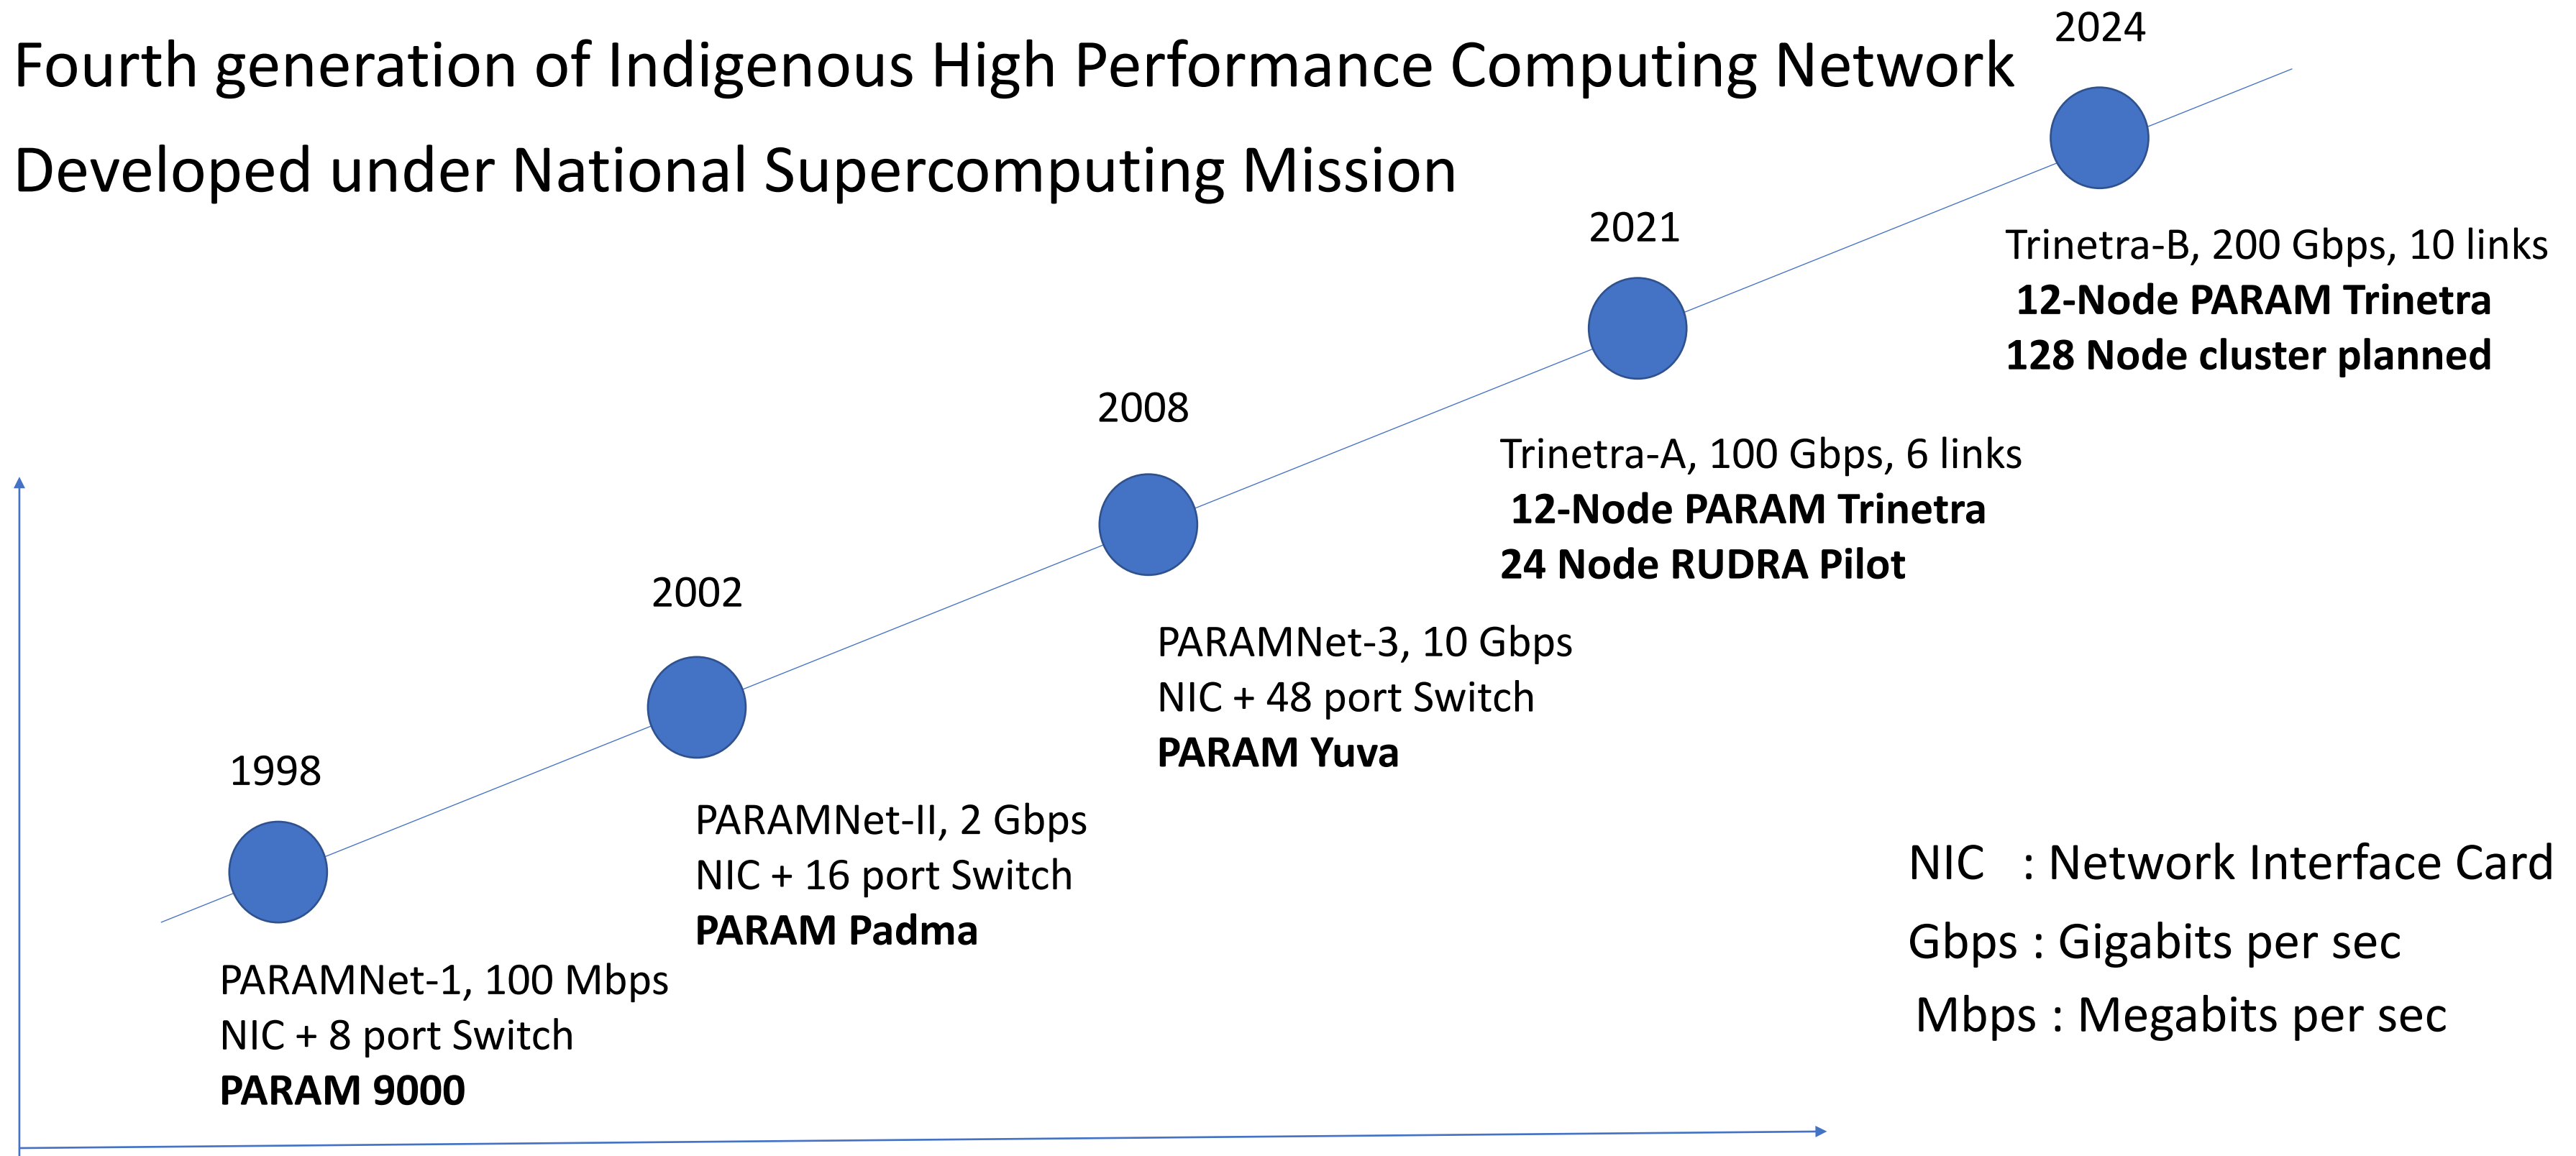 Fourth generation of Indigenous High Performance Computing Network
Developed under National Supercomputing Mission
1998
PARAMNet-1, 100 Mbps
NIC + 8 port Switch
PARAM 9000
2002
PARAMNet-II, 2 Gbps
NIC + 16 port Switch
PARAM Padma
2008
PARAMNet-3, 10 Gbps
NIC + 48 port Switch
PARAM Yuva
2021
Trinetra-A, 100 Gbps, 6 links
12-Node PARAM Trinetra
24 Node RUDRA Pilot
2024
Trinetra-B, 200 Gbps, 10 links
12-Node PARAM Trinetra
128 Node cluster planned
NIC : Network Interface Card
Gbps : Gigabits per sec
Mbps : Megabits per sec